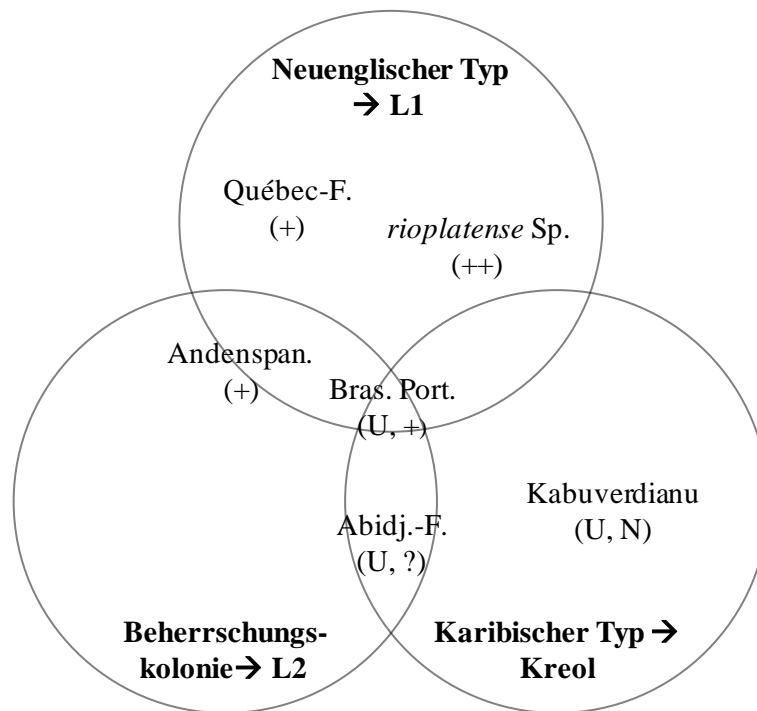 Neuenglischer Typ
→ L1
Québec-F.
(+)
rioplatense Sp.
(++)
Andenspan.
(+)
Bras. Port.
(U, +)
Kabuverdianu
(U, N)
Abidj.-F.
(U, ?)
Beherrschungs-
kolonie→ L2
Karibischer Typ →
Kreol